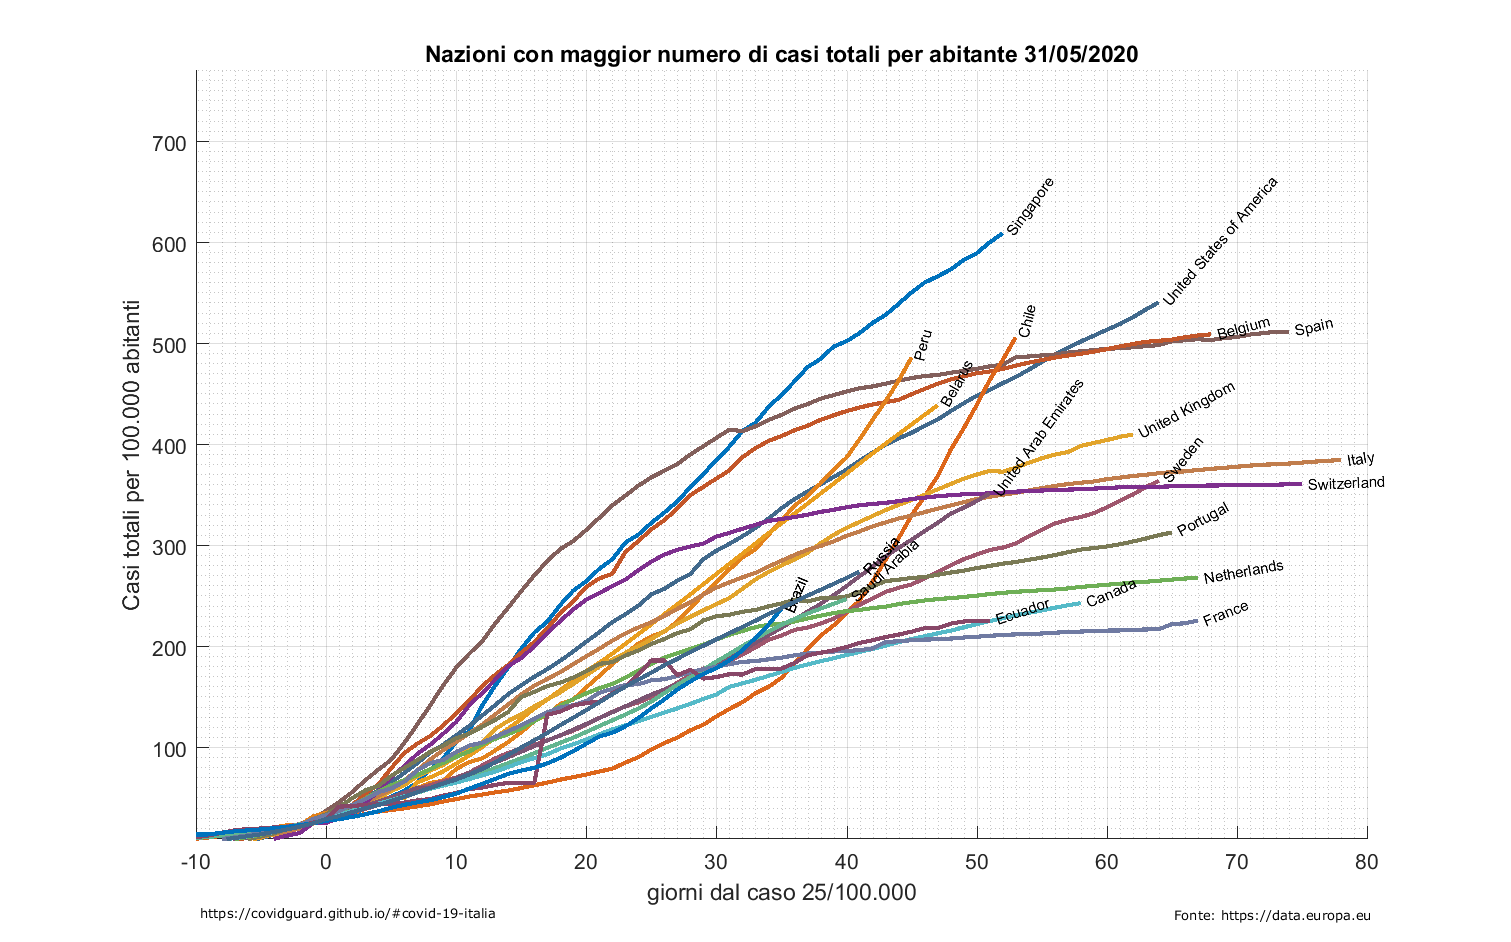 Nazioni con maggior numero di casi totali per abitante 31/05/2020
Casi totali per 100.000 abitanti
700
600
500
400
300
200
100
Singapore
United States of America
Peru
Chile
Belgium
Spain
Belarus
United Arab Emirates
United Kingdom
Sweden
Italy
Switzerland
Portugal
Russia
Saudi Arabia
Brazil
Netherlands
Canada
Ecuador
France
-10 0 10 20 30 40 50 60 70 80
giorni dal caso 25/100.000
https://covidguard.github.io/#covid-19-italia
Fonte: https://data.europa.eu